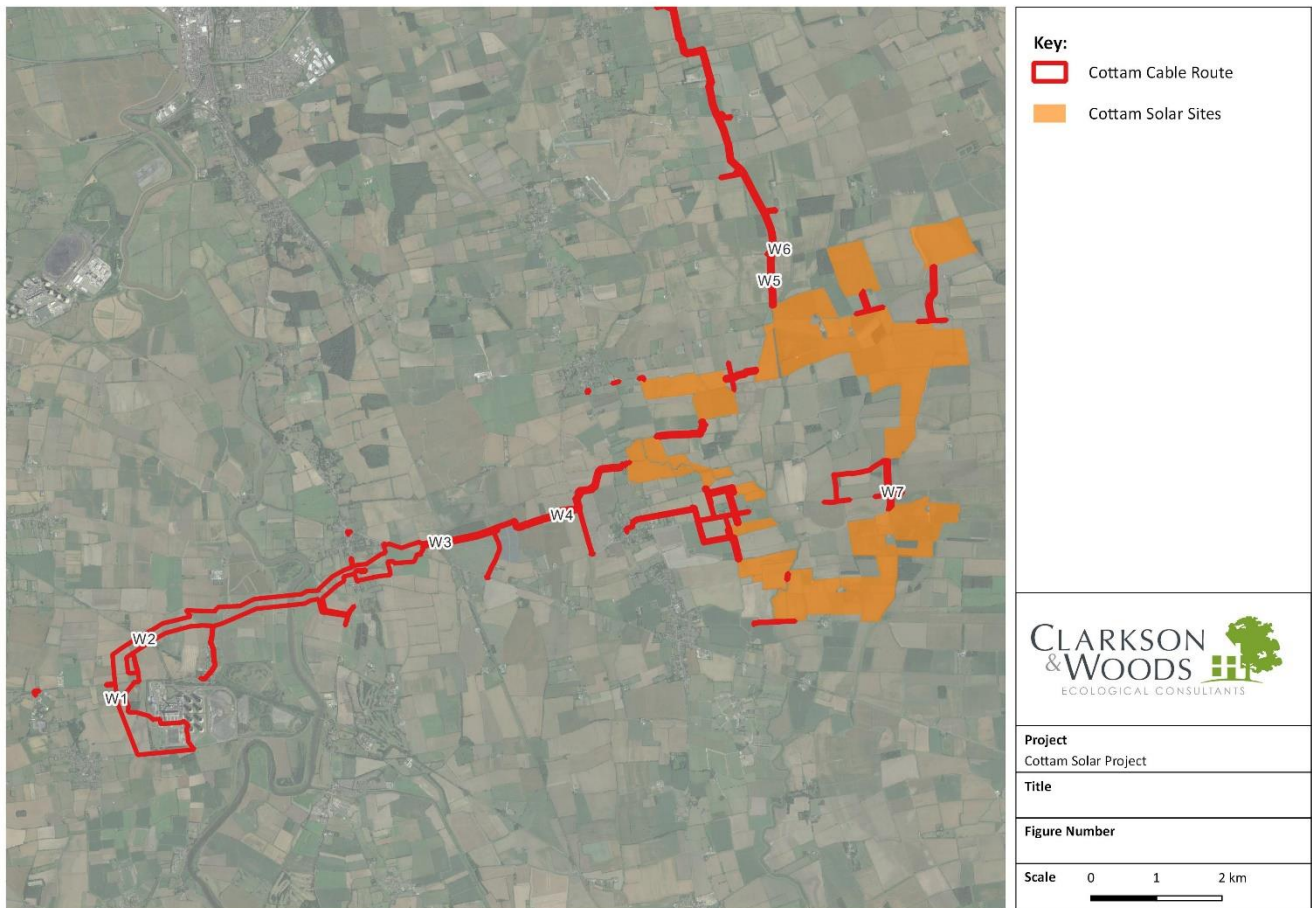 W6
W5
W7
W4
W3
W2
W1
Key:
Cottam Cable Route
Cottam Solar Sites
CLARKSON
& WOODS
ECOLOGICAL CONSULTANTS
Project
Cottam Solar Project
Title
Figure Number
Scale 0 1 2 km